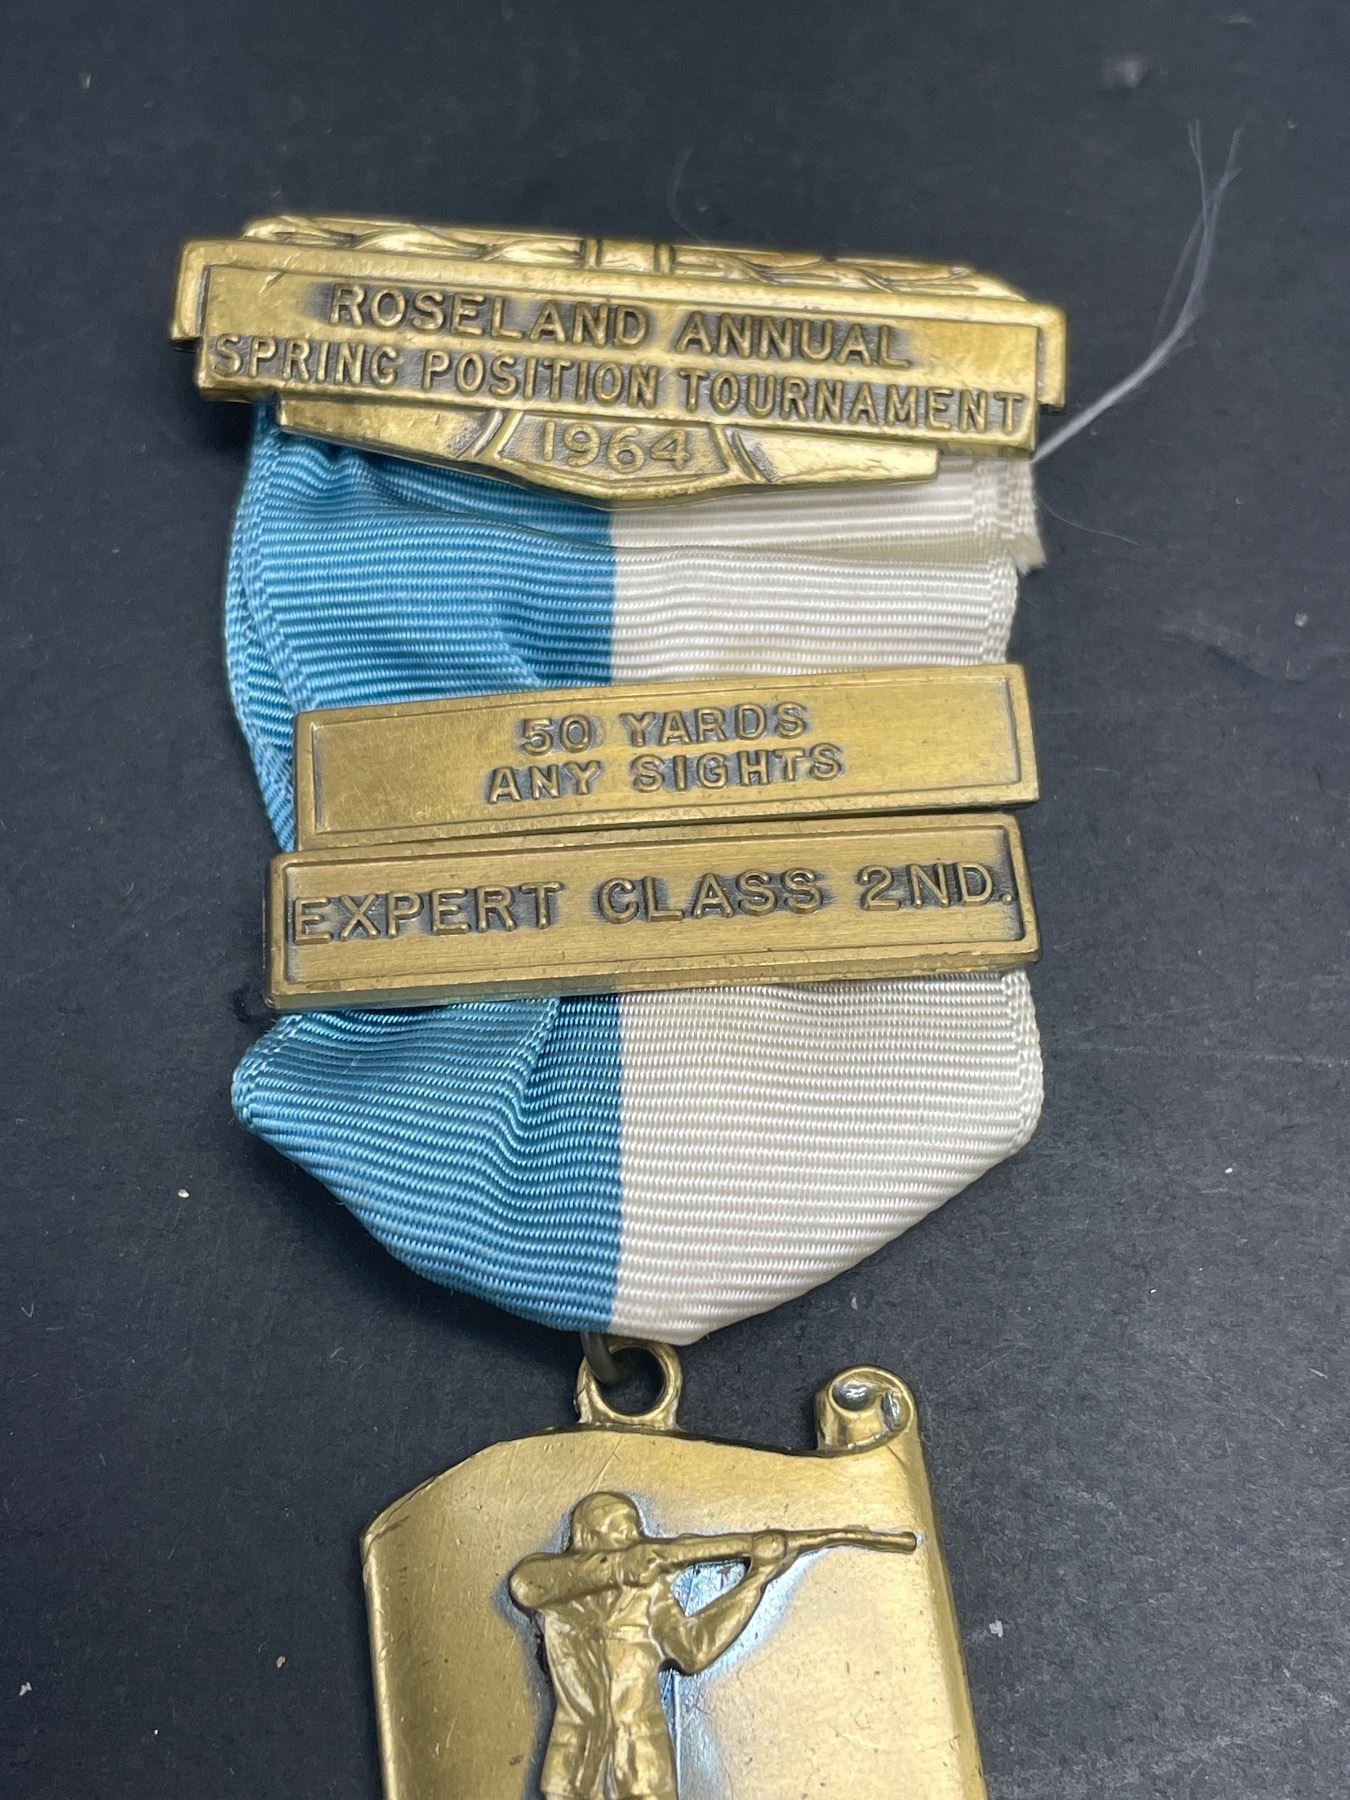 ROSELAND ANNUAL
SPRING POSITION TOURNAMENT
1964
50 YARDS
ANY SIGHTS
EXPERT CLASS 2ND.